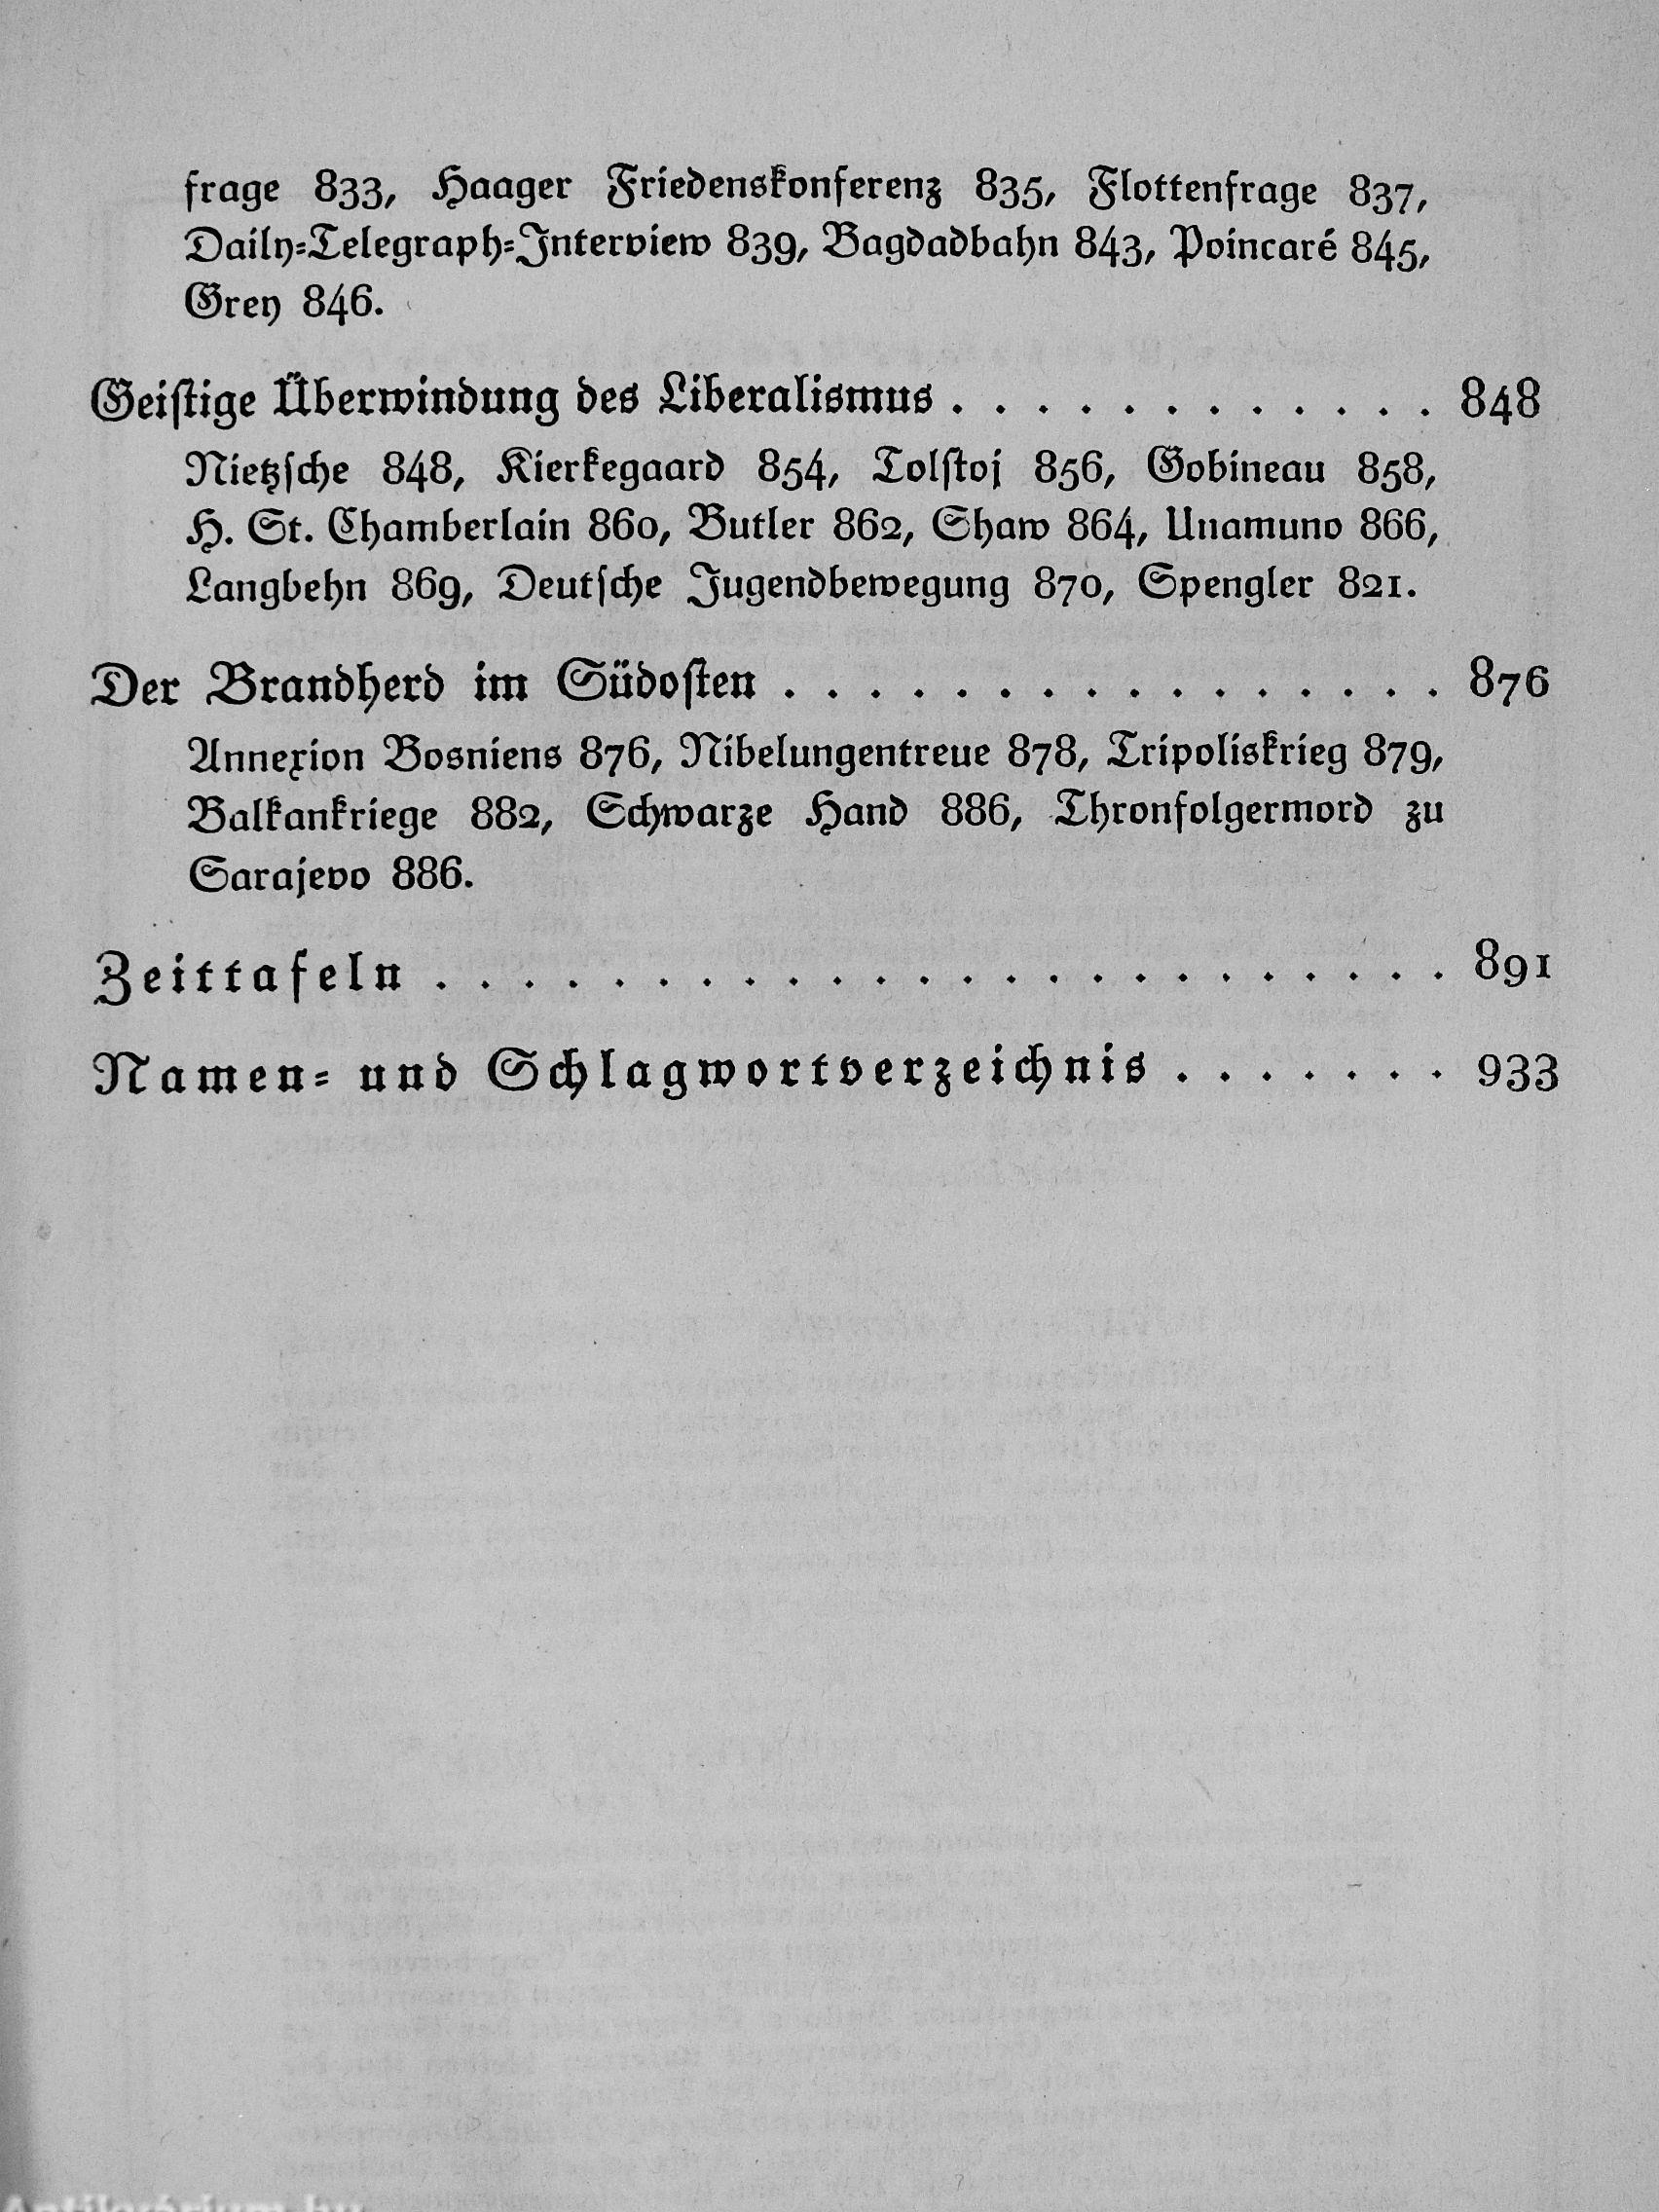 frage 833, Haager Friedenskonferenz 835, Flottenfrage 837,
Daily-Telegraph-Interview 839, Bagdadbahn 843, Poincaré 845,
Grey 846.
Geistige Überwindung des Liberalismus . . . . . . . . . . . . 848
Nietzsche 848, Kierkegaard 854, Tolstoj 856, Gobineau 858,
H. St. Chamberlain 860, Butler 862, Shaw 864, Unamuno 866,
Langbehn 869, Deutsche Jugendbewegung 870, Spengler 821.
Der Brandherd im Südosten . . . . . . . . . . . . . . . . 876
Annexion Bosniens 876, Nibelungentreue 878, Tripoliskrieg 879,
Balkankriege 882, Schwarze Hand 886, Thronfolgermord zu
Sarajevo 886.
Zeittafeln . . . . . . . . . . . . . . . . . . . . . . . . 891
Namen- und Schlagwortverzeichnis . . . . . . . 933
Antikvárium.hu